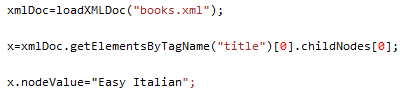 xmlDoc=loadXMLDoc("books.xml");
x=xmlDoc.getElementsByTagName("title")[0].childNodes[0];
x.nodeValue="Easy Italian";